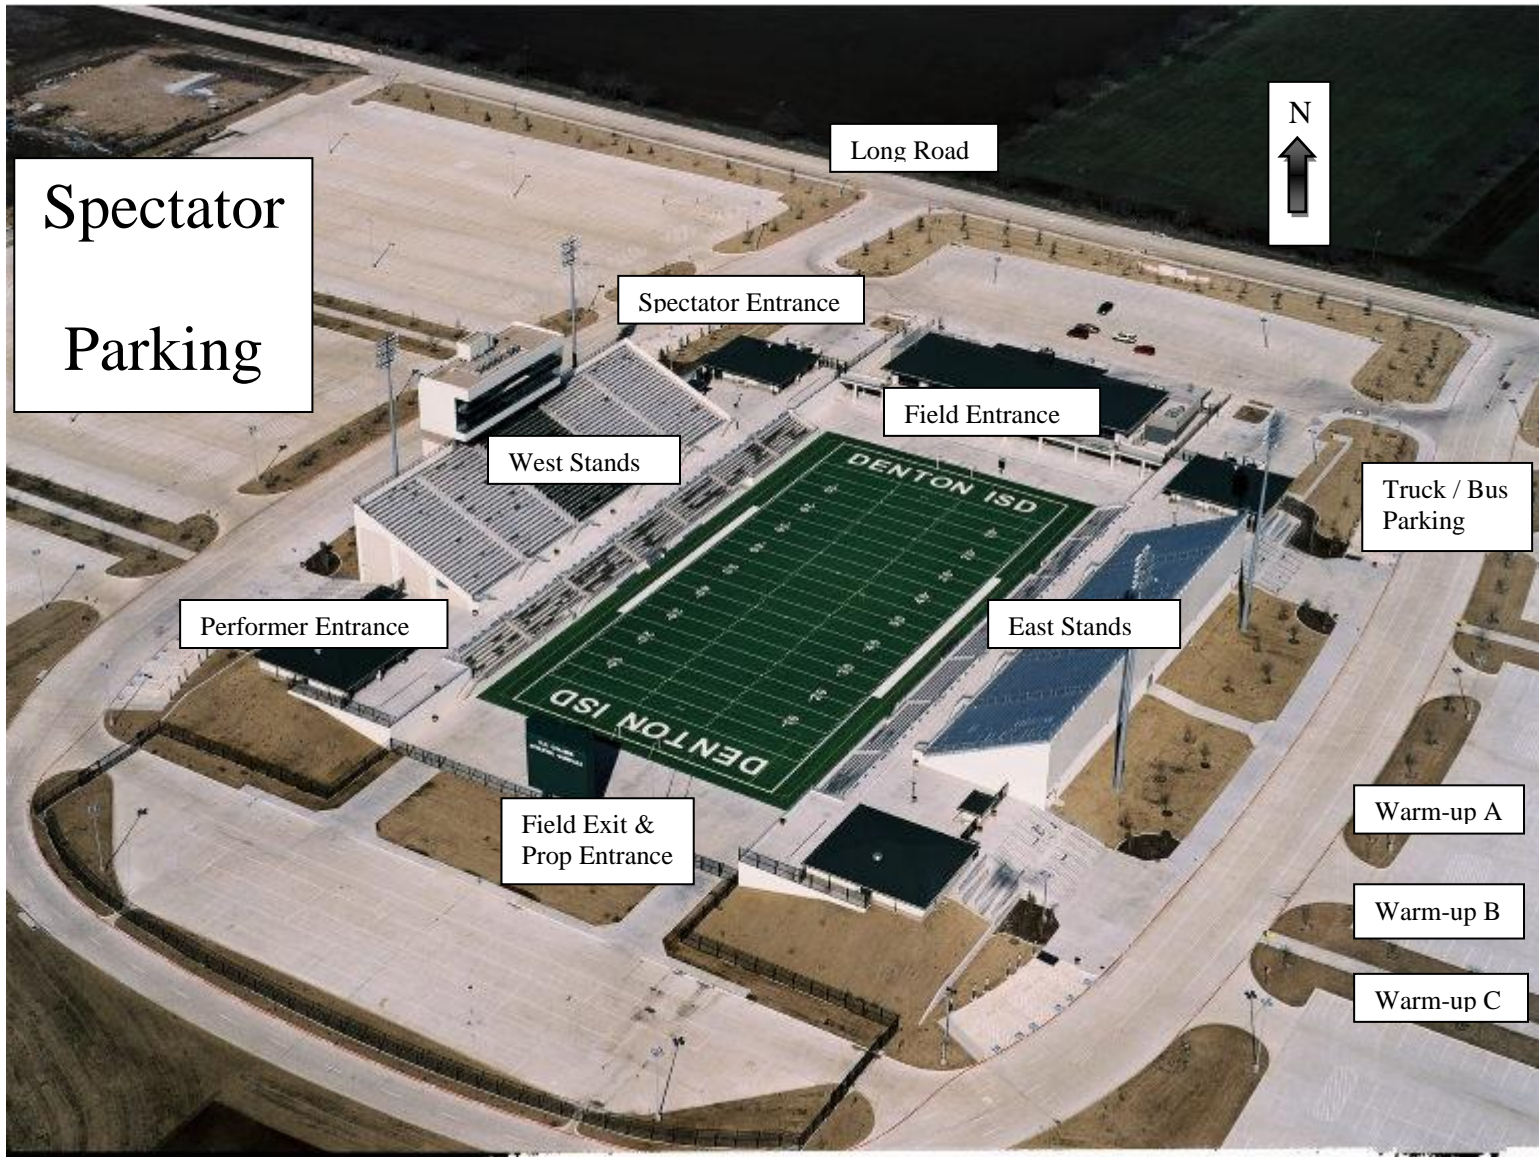 N
Long Road
Spectator
Parking
Spectator Entrance
Field Entrance
West Stands
DENTON ISD
Truck / Bus
Parking
Performer Entrance
East Stands
DENTON ISD
Field Exit &
Prop Entrance
Warm-up A
Warm-up B
Warm-up C